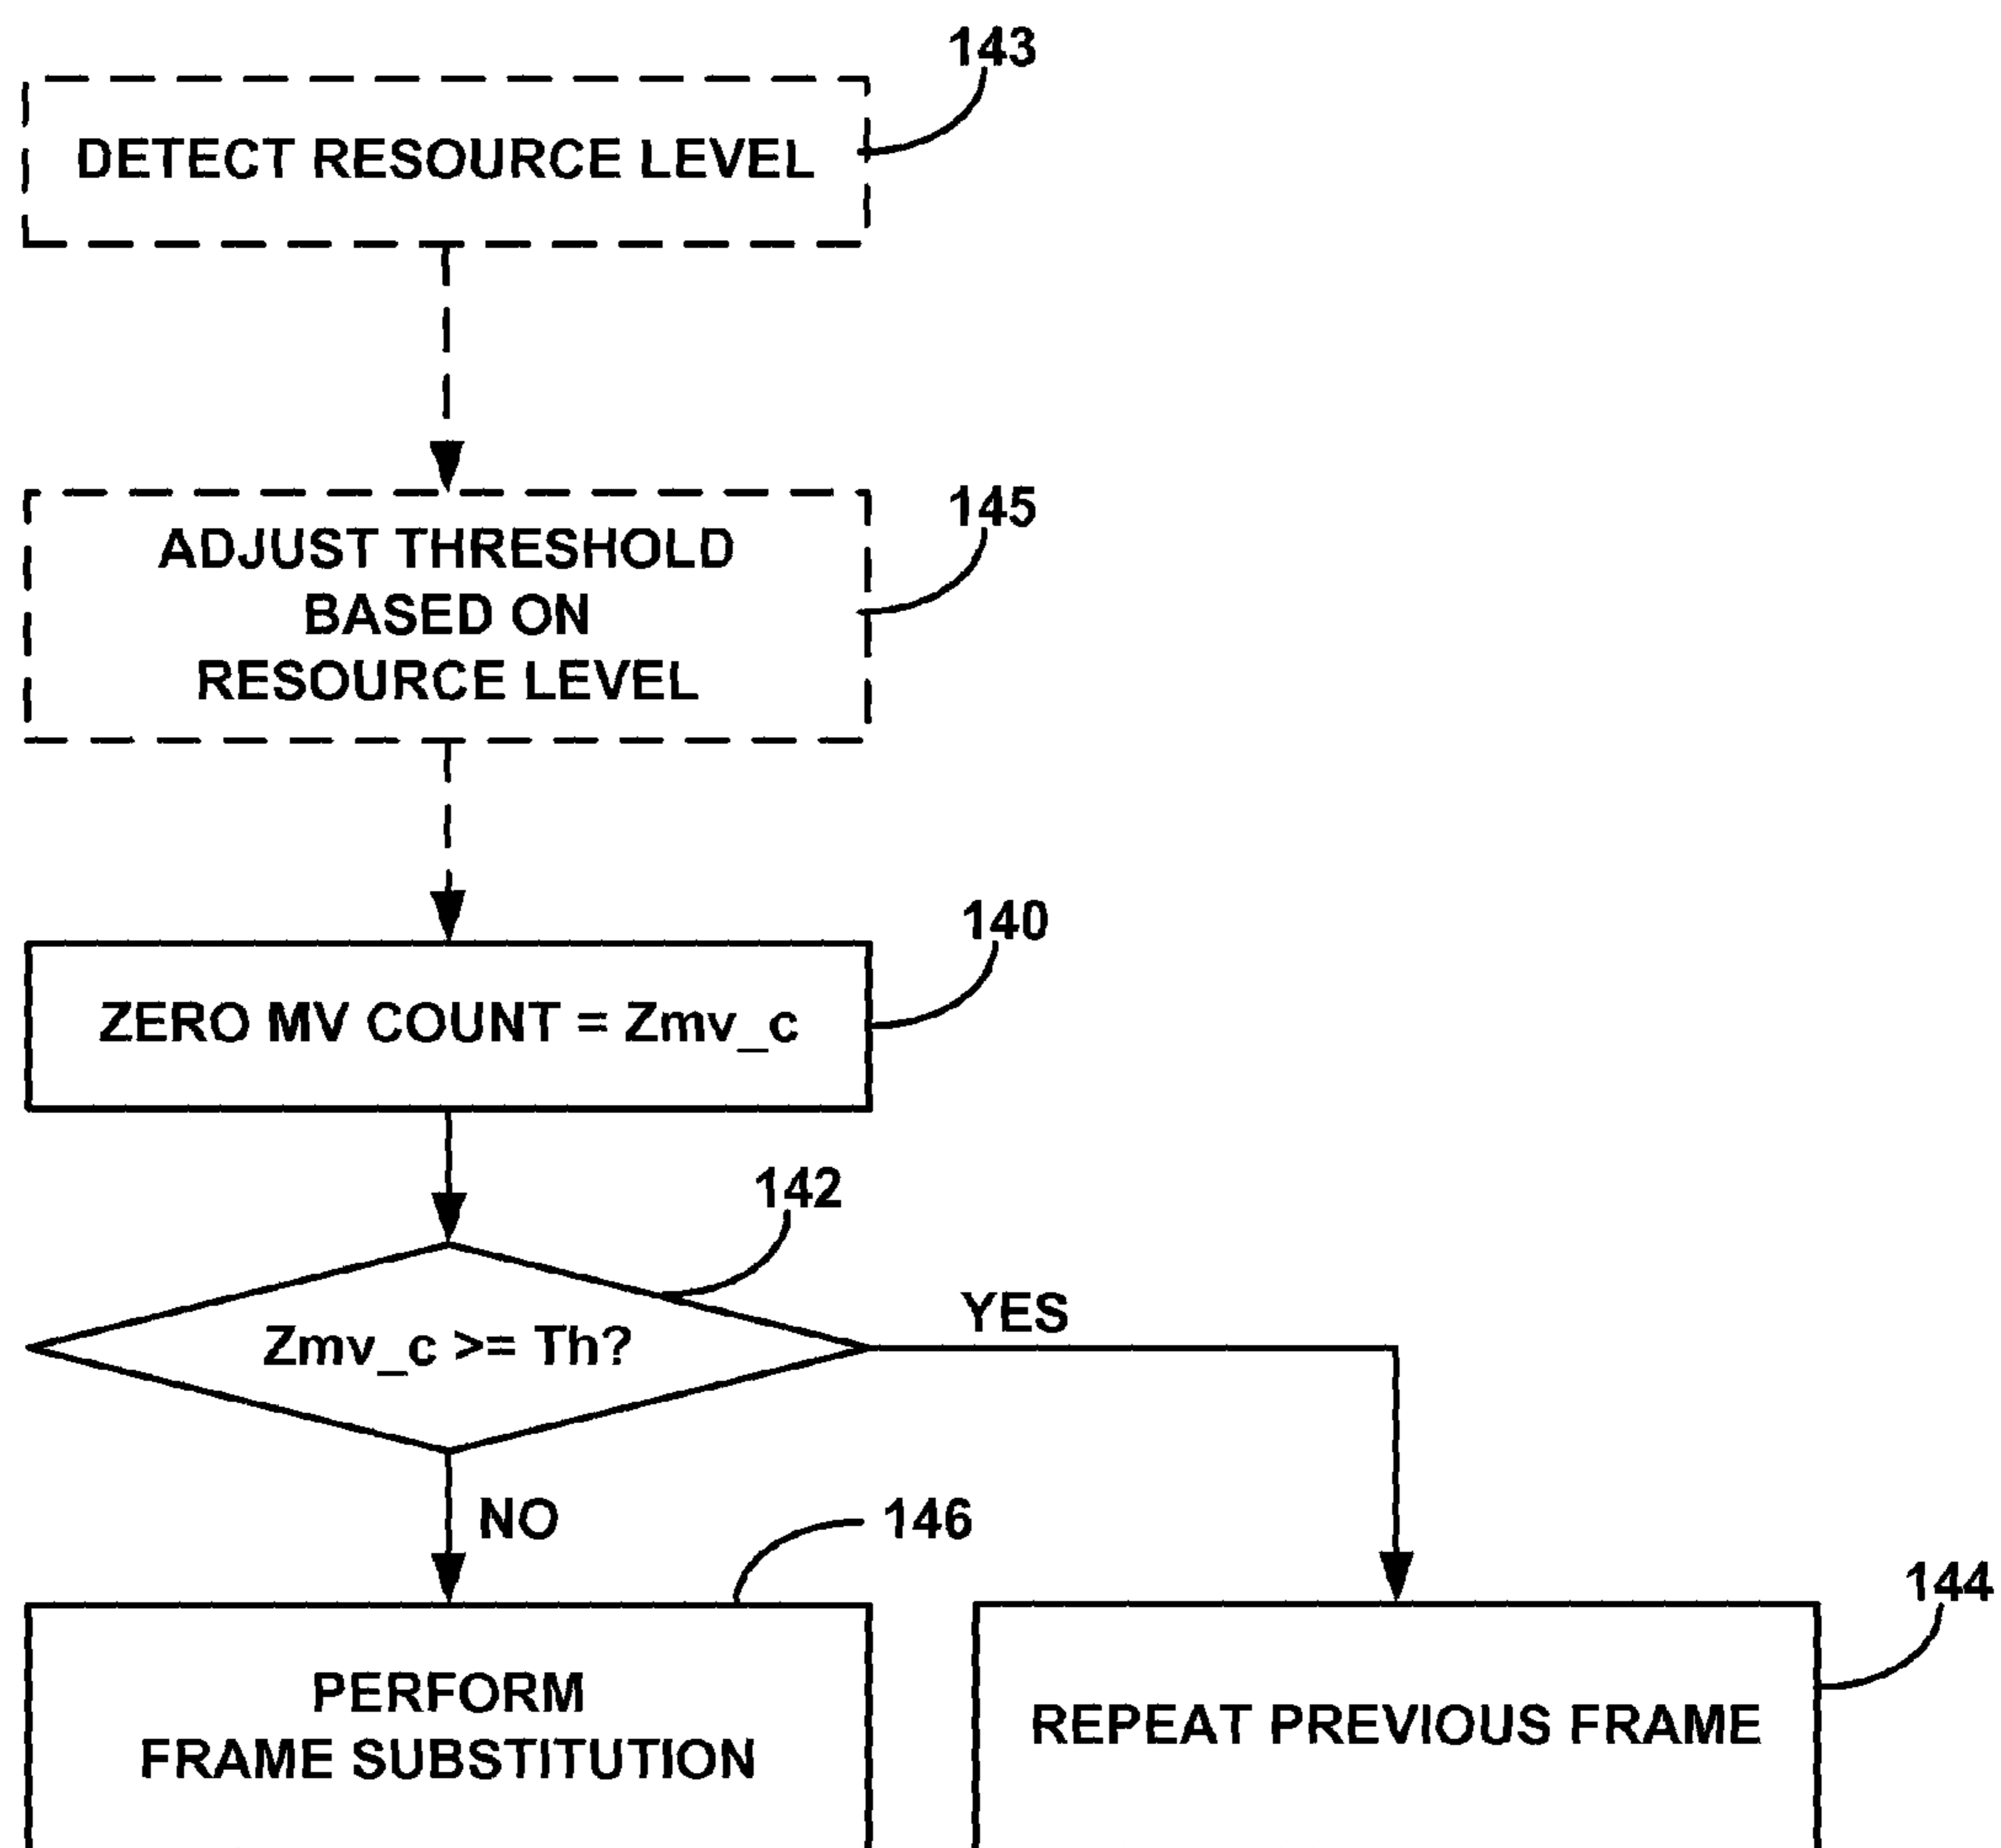 143
DETECT RESOURCE LEVEL
145
ADJUST THRESHOLD
BASED ON
RESOURCE LEVEL
140
ZERO MV COUNT = Zmv_c
142
Zmv_c >= Th?
YES
NO
146
144
PERFORM
FRAME SUBSTITUTION
REPEAT PREVIOUS FRAME